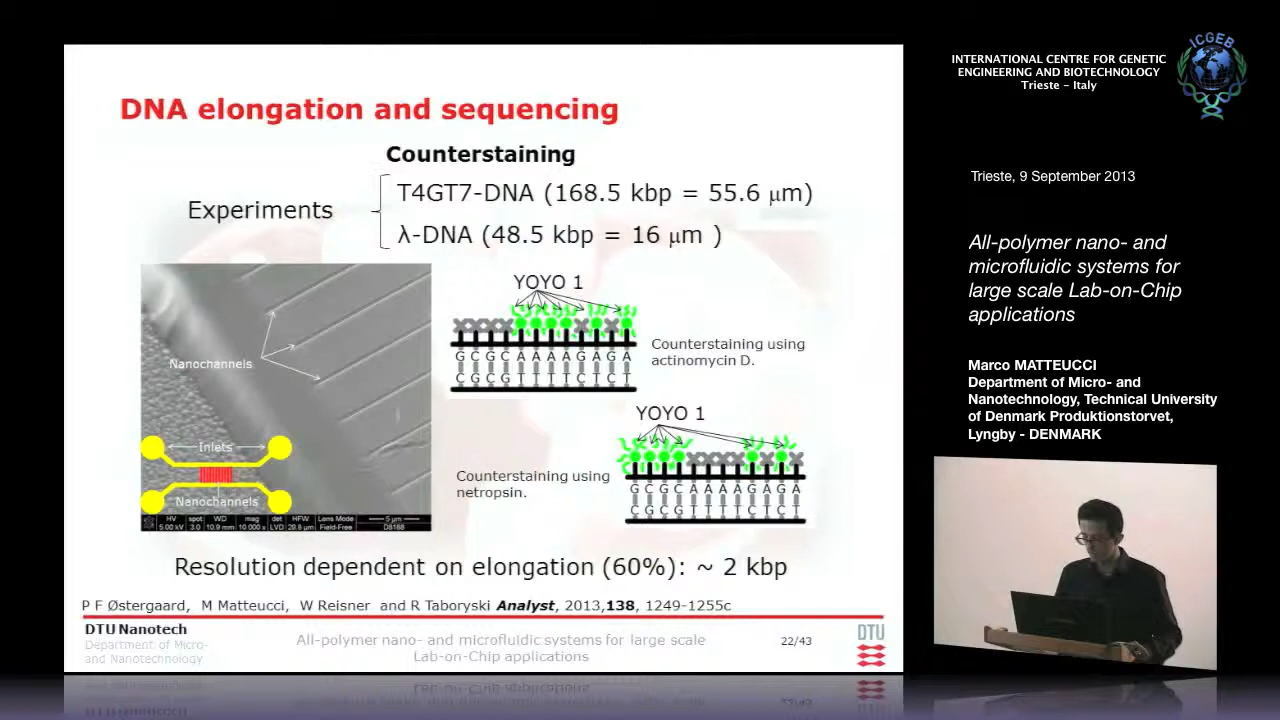 DNA elongation and sequencing
Counterstaining
Experiments
T4GT7-DNA (168.5 kbp = 55.6 μm)
λ-DNA (48.5 kbp = 16 μm )
Nanochannels
Inlets
Nanochannels
HV spot WD mag det HFW Lens Mode 5 μm
5.00 kV 3.0 10.9 mm 10 000 x LVD 29.8 μm Field-Free
YOYO 1
G C G C A A A A G A G A
C G C G T T T T C T C T
Counterstaining using
actinomycin D.
YOYO 1
Counterstaining using
netropsin.
G C G C A A A A G A G A
C G C G T T T T C T C T
Resolution dependent on elongation (60%): ~ 2 kbp
P F Østergaard, M Matteucci, W Reisner and R Taboryski Analyst, 2013,138, 1249-1255c
DTU Nanotech
Department of Micro-
and Nanotechnology
All-polymer nano- and microfluidic systems for large scale
Lab-on-Chip applications
22/43
DTU
INTERNATIONAL CENTRE FOR GENETIC
ENGINEERING AND BIOTECHNOLOGY
Trieste - Italy
ICGEB
Trieste, 9 September 2013
All-polymer nano- and
microfluidic systems for
large scale Lab-on-Chip
applications
Marco MATTEUCCI
Department of Micro- and
Nanotechnology, Technical University
of Denmark Produktionstorvet,
Lyngby - DENMARK